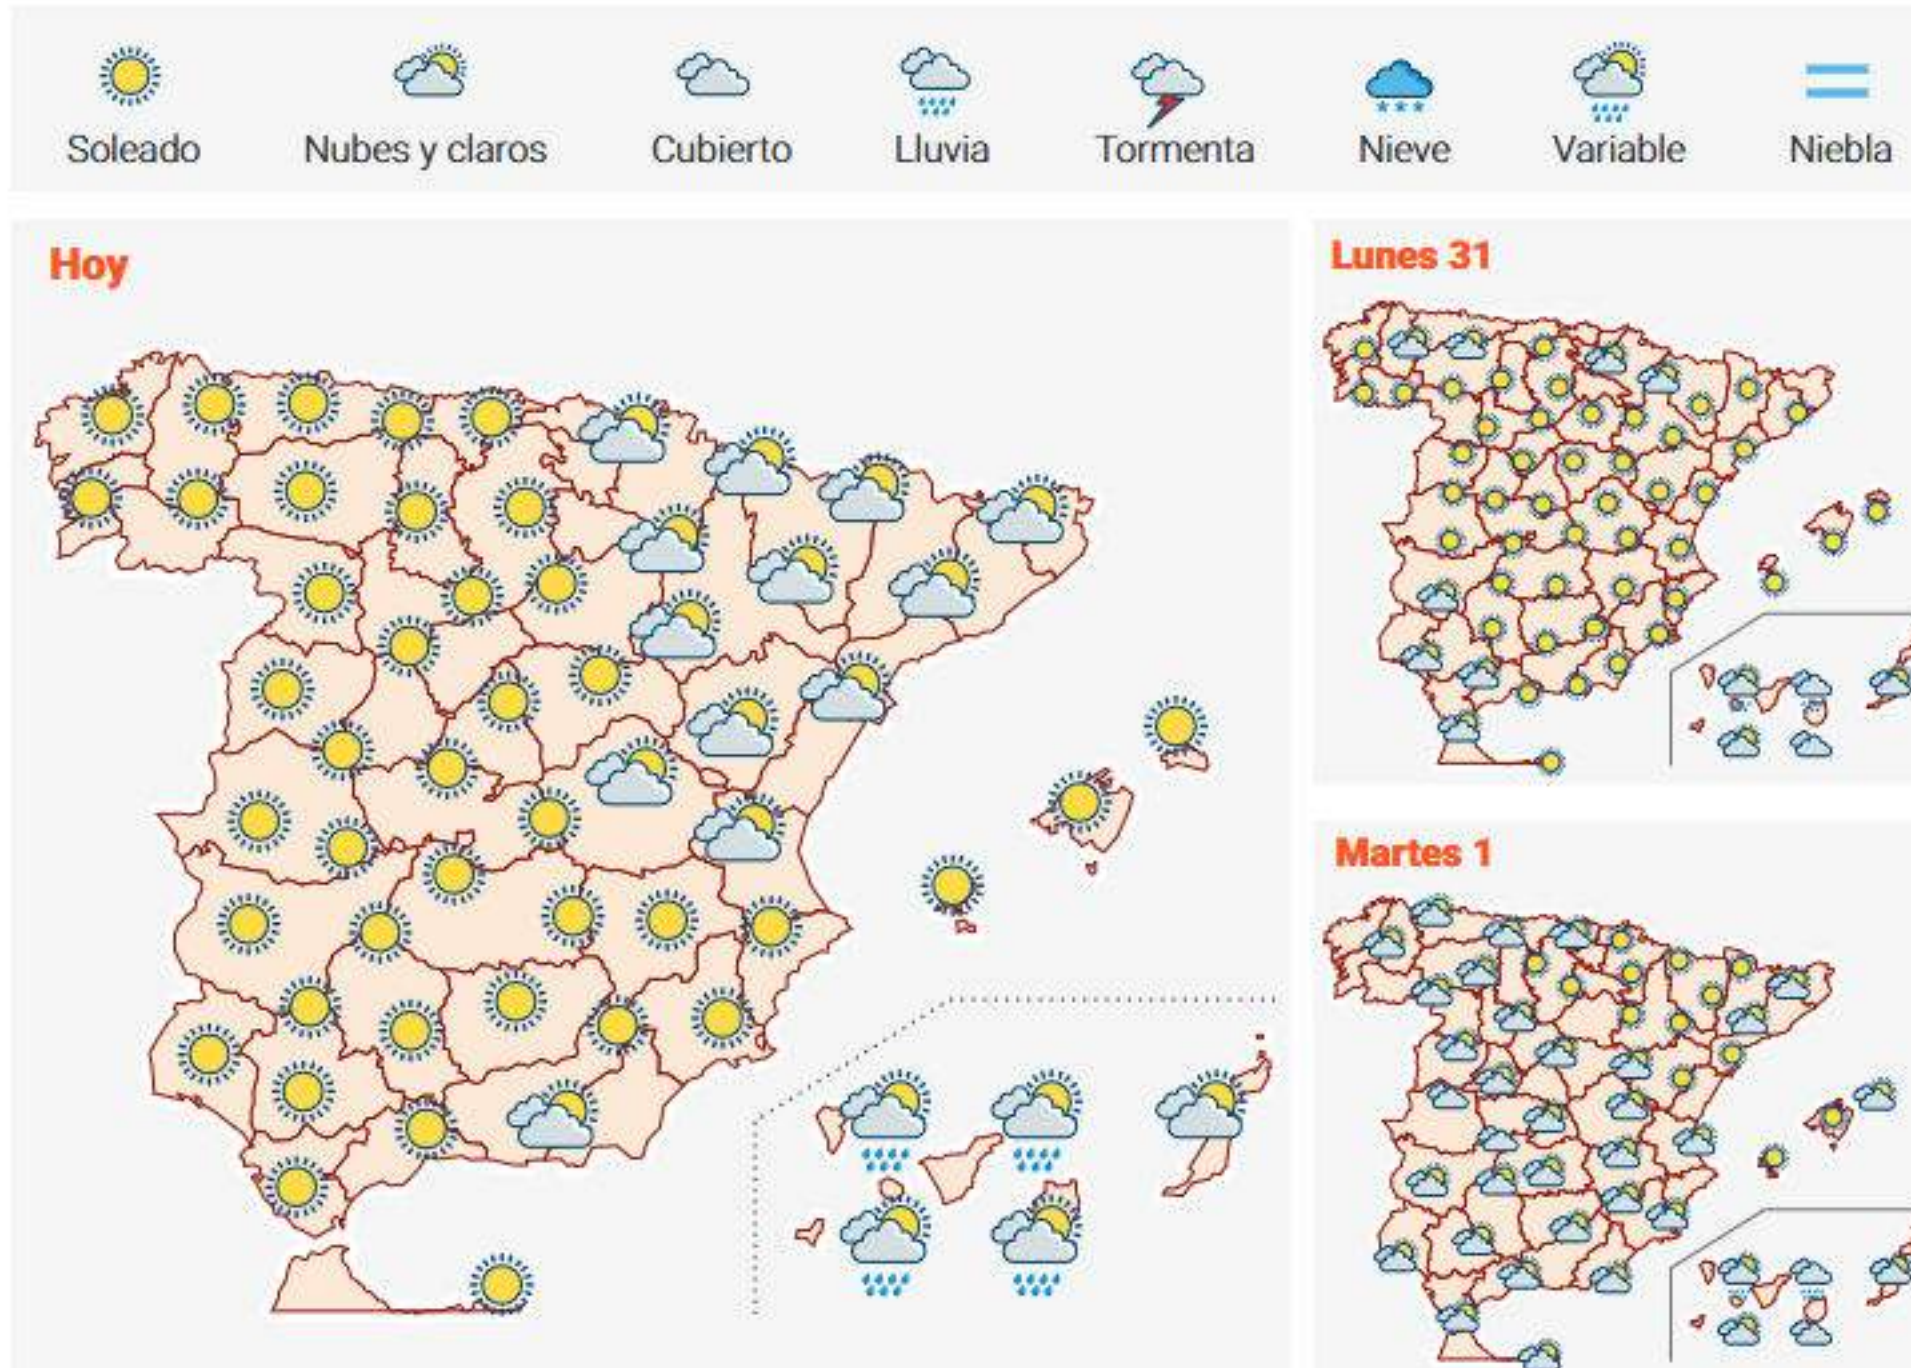 Soleado
Nubes y claros
Cubierto
Lluvia
Tormenta
Nieve
Variable
Niebla
Hoy
Lunes 31
Martes 1